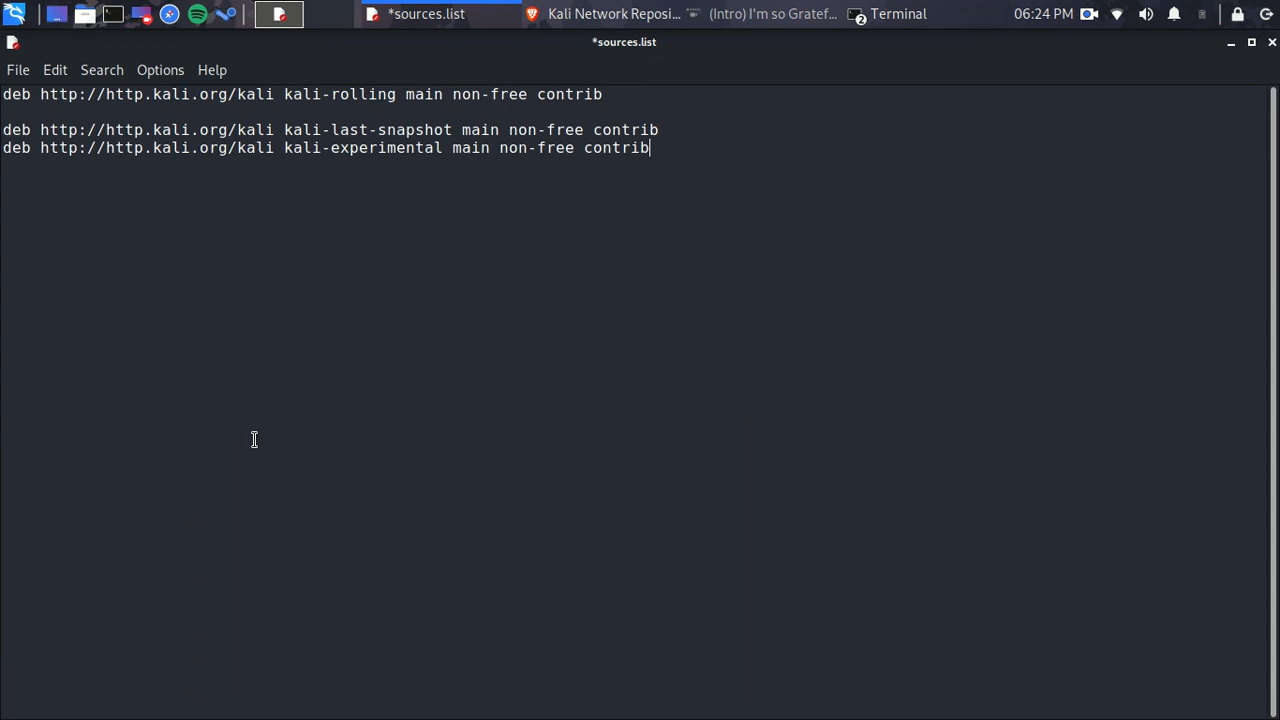 *sources.list
Kali Network Reposi...
(Intro) I'm so Gratef...
2
Terminal
06:24 PM
*sources.list
File Edit Search Options Help
deb http://http.kali.org/kali kali-rolling main non-free contrib
deb http://http.kali.org/kali kali-last-snapshot main non-free contrib
deb http://http.kali.org/kali kali-experimental main non-free contrib